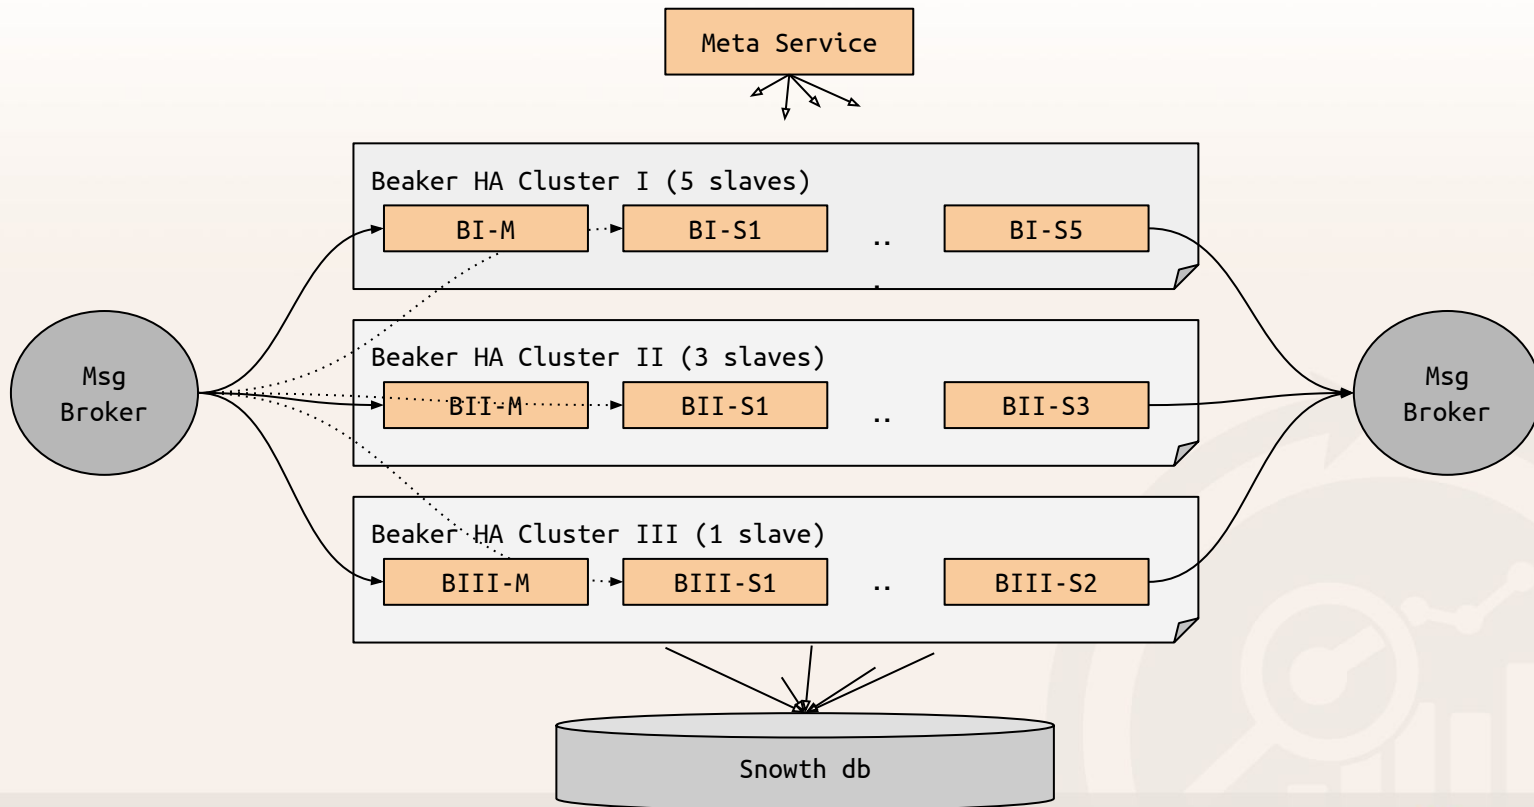 Meta Service
Beaker HA Cluster I (5 slaves)
BI-M
BI-S1
..
.
BI-S5
Beaker HA Cluster II (3 slaves)
BII-M
BII-S1
..
BII-S3
Beaker HA Cluster III (1 slave)
BIII-M
BIII-S1
..
BIII-S2
Msg
Broker
Msg
Broker
Snowth db